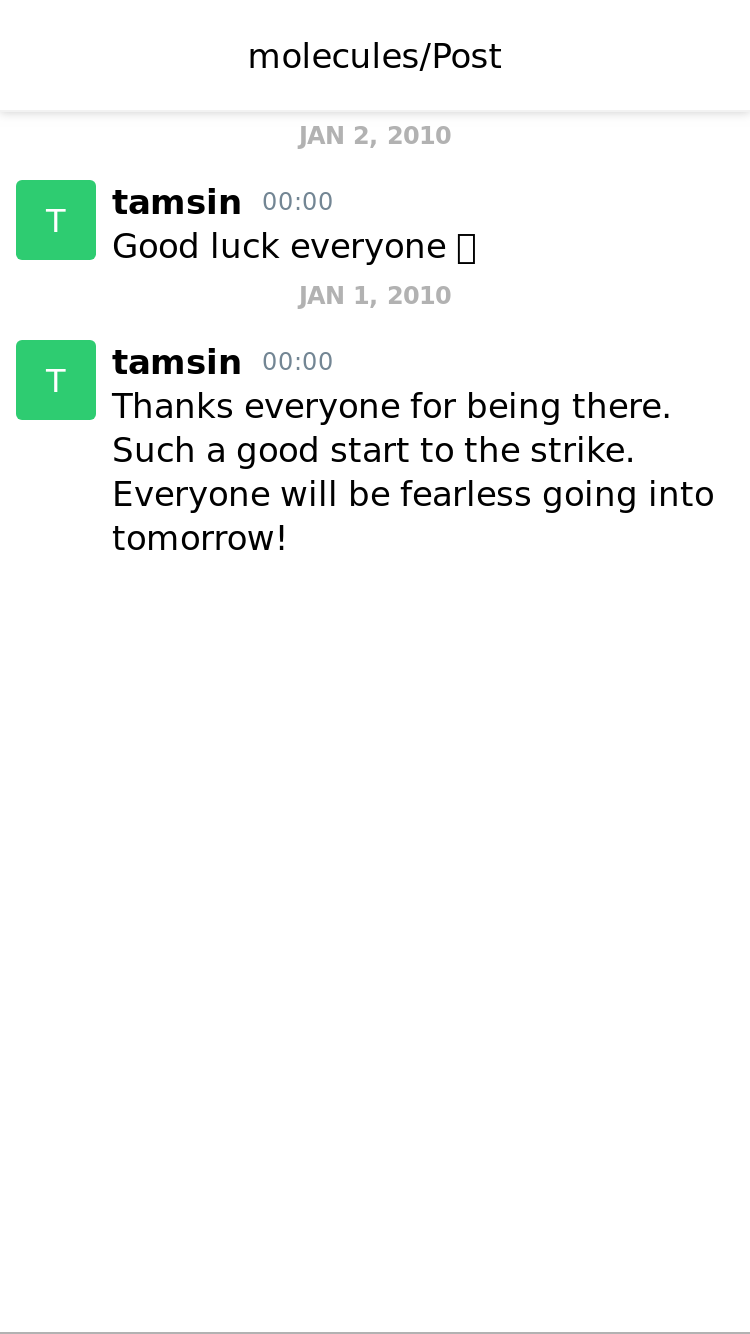 molecules/Post
JAN 2, 2010
T
tamsin 00:00
Good luck everyone
JAN 1, 2010
T
tamsin 00:00
Thanks everyone for being there.
Such a good start to the strike.
Everyone will be fearless going into
tomorrow!